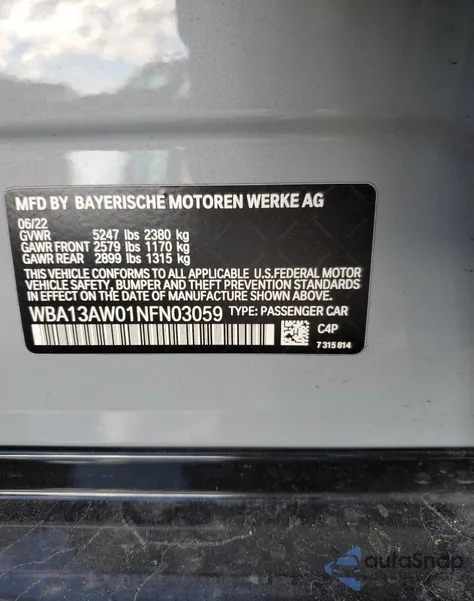 MFD BY BAYERISCHE MOTOREN WERKE AG
06/22
GVWR 5247 lbs 2380 kg
GAWR FRONT 2579 lbs 1170 kg
GAWR REAR 2899 lbs 1315 kg
THIS VEHICLE CONFORMS TO ALL APPLICABLE U.S.FEDERAL MOTOR
VEHICLE SAFETY, BUMPER AND THEFT PREVENTION STANDARDS
IN EFFECT ON THE DATE OF MANUFACTURE SHOWN ABOVE.
WBA13AW01NFN03059 TYPE: PASSENGER CAR
C4P
7 315 814
autoSnap